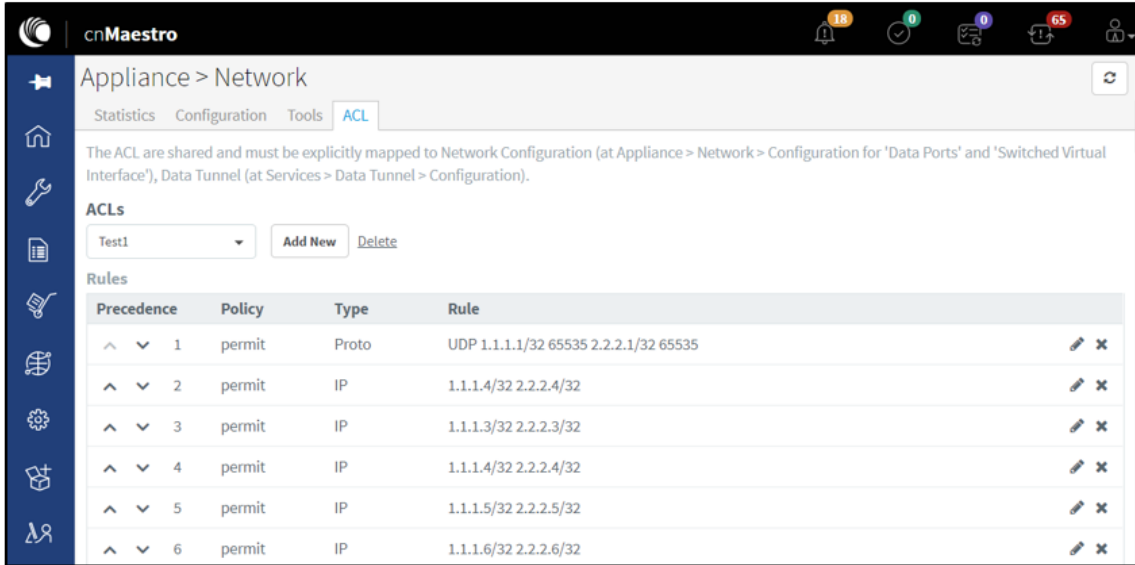 18
0
0
65
cnMaestro
Appliance > Network
Statistics Configuration Tools ACL
The ACL are shared and must be explicitly mapped to Network Configuration (at Appliance > Network > Configuration for 'Data Ports' and 'Switched Virtual
Interface'), Data Tunnel (at Services > Data Tunnel > Configuration).
ACLs
Test1 Add New Delete
Rules
Precedence Policy Type Rule
1 permit Proto UDP 1.1.1.1/32 65535 2.2.2.1/32 65535
2 permit IP 1.1.1.4/32 2.2.2.4/32
3 permit IP 1.1.1.3/32 2.2.2.3/32
4 permit IP 1.1.1.4/32 2.2.2.4/32
5 permit IP 1.1.1.5/32 2.2.2.5/32
6 permit IP 1.1.1.6/32 2.2.2.6/32